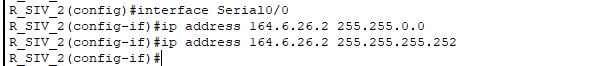 R_SIV_2(config)#interface Serial0/0
R_SIV_2(config-if)#ip address 164.6.26.2 255.255.0.0
R_SIV_2(config-if)#ip address 164.6.26.2 255.255.255.252
R_SIV_2(config-if)#